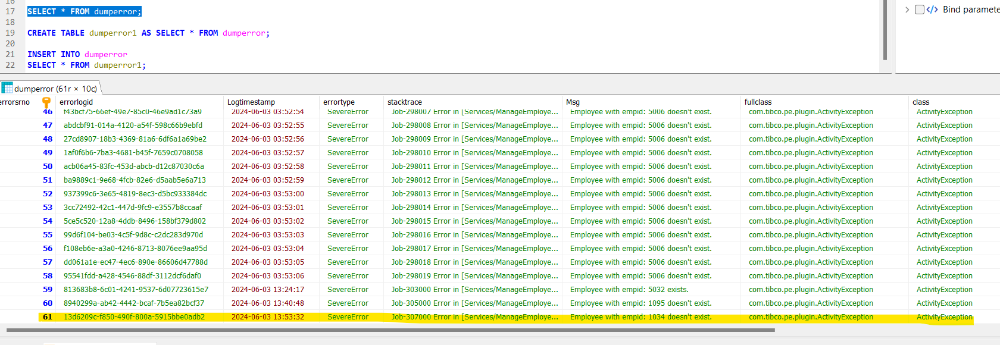 16
17 SELECT * FROM dumperror;
Bind paramete
18
19 CREATE TABLE dumperror1 AS SELECT * FROM dumperror;
20
21 INSERT INTO dumperror
22 SELECT * FROM dumperror1;
dumperror (61r × 10c)
errorsrno errorlogid Logtimestamp errortype stacktrace Msg fullclass class
46 f43bcf75-66ef-49e7-85c0-46e9ad1c73a9 2024-06-03 03:52:54 SevereError Job-298007 Error in [Services/ManageEmploye... Employee with empid: 5006 doesn't exist. com.tibco.pe.plugin.ActivityException ActivityException
47 abdcbf91-014a-4120-a54f-598c66b9ebfd 2024-06-03 03:52:55 SevereError Job-298008 Error in [Services/ManageEmploye... Employee with empid: 5006 doesn't exist. com.tibco.pe.plugin.ActivityException ActivityException
48 27cd8907-18b3-4369-81a6-6df6a1a69be2 2024-06-03 03:52:56 SevereError Job-298009 Error in [Services/ManageEmploye... Employee with empid: 5006 doesn't exist. com.tibco.pe.plugin.ActivityException ActivityException
49 1af0f6b6-7ba3-4681-b45f-7659c0708058 2024-06-03 03:52:57 SevereError Job-298010 Error in [Services/ManageEmploye... Employee with empid: 5006 doesn't exist. com.tibco.pe.plugin.ActivityException ActivityException
50 acb06a45-83fc-453d-abcb-d12c87030c6a 2024-06-03 03:52:58 SevereError Job-298011 Error in [Services/ManageEmploye... Employee with empid: 5006 doesn't exist. com.tibco.pe.plugin.ActivityException ActivityException
51 ba9889c1-9e68-4fcb-82e6-d5aab5e6a713 2024-06-03 03:52:59 SevereError Job-298012 Error in [Services/ManageEmploye... Employee with empid: 5006 doesn't exist. com.tibco.pe.plugin.ActivityException ActivityException
52 937399c6-3e65-4819-8ec3-d5bc933384dc 2024-06-03 03:53:00 SevereError Job-298013 Error in [Services/ManageEmploye... Employee with empid: 5006 doesn't exist. com.tibco.pe.plugin.ActivityException ActivityException
53 3cc72492-42c1-447d-9fc9-e3557b8ccaaf 2024-06-03 03:53:01 SevereError Job-298014 Error in [Services/ManageEmploye... Employee with empid: 5006 doesn't exist. com.tibco.pe.plugin.ActivityException ActivityException
54 5ce5c520-12a8-4ddb-8496-158bf379d802 2024-06-03 03:53:02 SevereError Job-298015 Error in [Services/ManageEmploye... Employee with empid: 5006 doesn't exist. com.tibco.pe.plugin.ActivityException ActivityException
55 99d6f104-be03-4c5f-9d8c-c2dc283d970d 2024-06-03 03:53:03 SevereError Job-298016 Error in [Services/ManageEmploye... Employee with empid: 5006 doesn't exist. com.tibco.pe.plugin.ActivityException ActivityException
56 f108eb6e-a3a0-4246-8713-8076ee9aa95d 2024-06-03 03:53:04 SevereError Job-298017 Error in [Services/ManageEmploye... Employee with empid: 5006 doesn't exist. com.tibco.pe.plugin.ActivityException ActivityException
57 dd061a1e-ec47-4ec6-890e-86606d47788d 2024-06-03 03:53:05 SevereError Job-298018 Error in [Services/ManageEmploye... Employee with empid: 5006 doesn't exist. com.tibco.pe.plugin.ActivityException ActivityException
58 95541fdd-a428-4546-88df-3112dcf6daf0 2024-06-03 03:53:06 SevereError Job-298019 Error in [Services/ManageEmploye... Employee with empid: 5006 doesn't exist. com.tibco.pe.plugin.ActivityException ActivityException
59 813683b8-6c01-4241-9537-6d07723615e7 2024-06-03 13:24:17 SevereError Job-303000 Error in [Services/ManageEmploye... Employee with empid: 5032 exists. com.tibco.pe.plugin.ActivityException ActivityException
60 8940299a-ab42-4442-bcaf-7b5ea82bcf37 2024-06-03 13:40:48 SevereError Job-305000 Error in [Services/ManageEmploye... Employee with empid: 1095 doesn't exist. com.tibco.pe.plugin.ActivityException ActivityException
61 13d6209c-f850-490f-800a-5915bbe0adb2 2024-06-03 13:53:32 SevereError Job-307000 Error in [Services/ManageEmploye... Employee with empid: 1034 doesn't exist. com.tibco.pe.plugin.ActivityException ActivityException